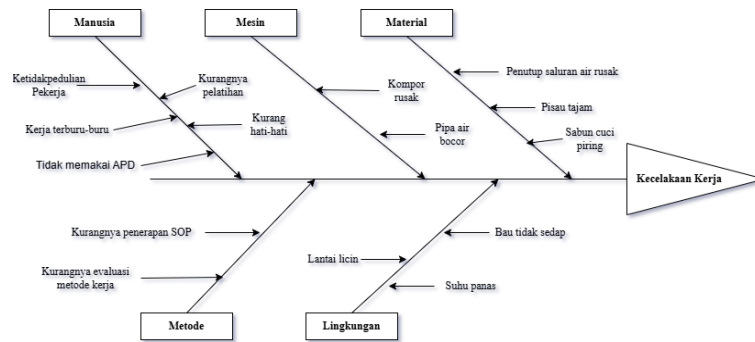 Manusia
Mesin
Material
Ketidakpedulian
Pekerja
Kurangnya
pelatihan
Kerja terburu-buru
Kurang
hati-hati
Tidak memakai APD
Kompor
rusak
Pipa air
bocor
Penutup saluran air rusak
Pisau tajam
Sabun cuci
piring
Kecelakaan Kerja
Kurangnya penerapan SOP
Kurangnya evaluasi
metode kerja
Bau tidak sedap
Lantai licin
Suhu panas
Metode
Lingkungan